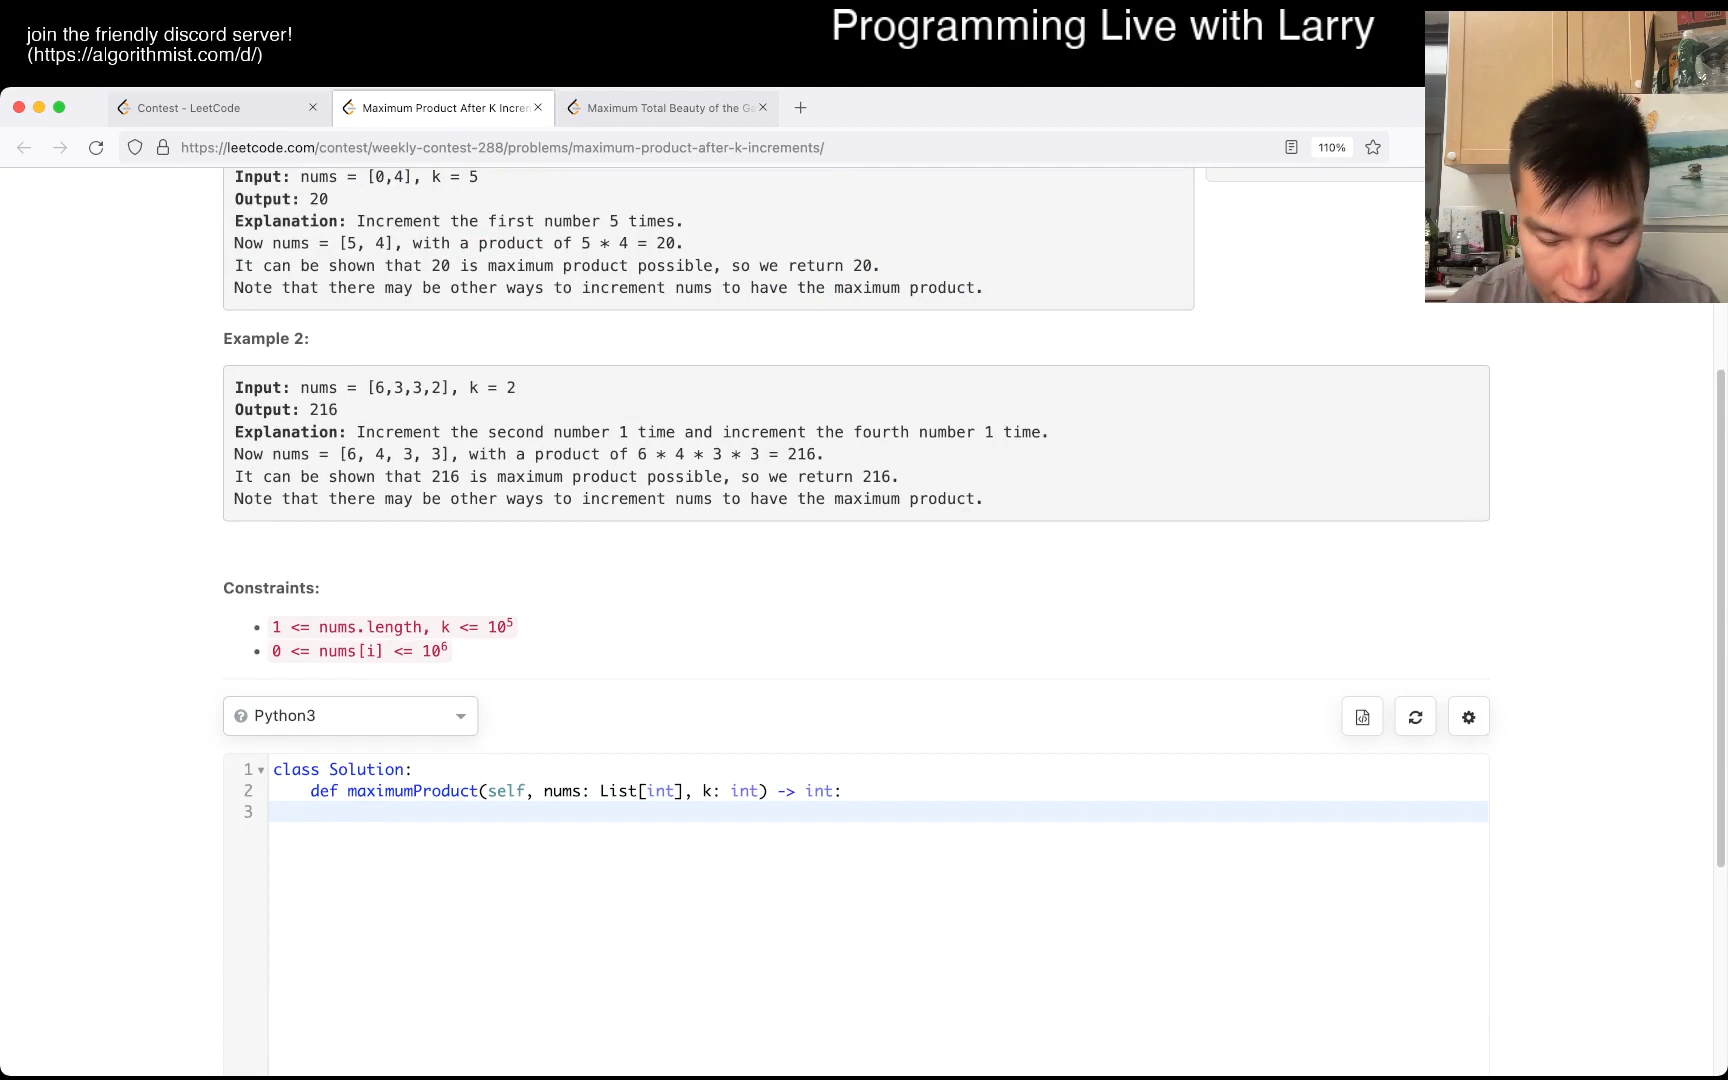 join the friendly discord server!
(https://algorithmist.com/d/)
Programming Live with Larry
Contest - LeetCode
Maximum Product After K Incren
Maximum Total Beauty of the Ga
https://leetcode.com/contest/weekly-contest-288/problems/maximum-product-after-k-increments/
110%
Input: nums = [0,4], k = 5
Output: 20
Explanation: Increment the first number 5 times.
Now nums = [5, 4], with a product of 5 * 4 = 20.
It can be shown that 20 is maximum product possible, so we return 20.
Note that there may be other ways to increment nums to have the maximum product.
Example 2:
Input: nums = [6,3,3,2], k = 2
Output: 216
Explanation: Increment the second number 1 time and increment the fourth number 1 time.
Now nums = [6, 4, 3, 3], with a product of 6 * 4 * 3 * 3 = 216.
It can be shown that 216 is maximum product possible, so we return 216.
Note that there may be other ways to increment nums to have the maximum product.
Constraints:
• 1 <= nums.length, k <= 10⁵
• 0 <= nums[i] <= 10⁶
Python3
1 class Solution:
2     def maximumProduct(self, nums: List[int], k: int) -> int:
3